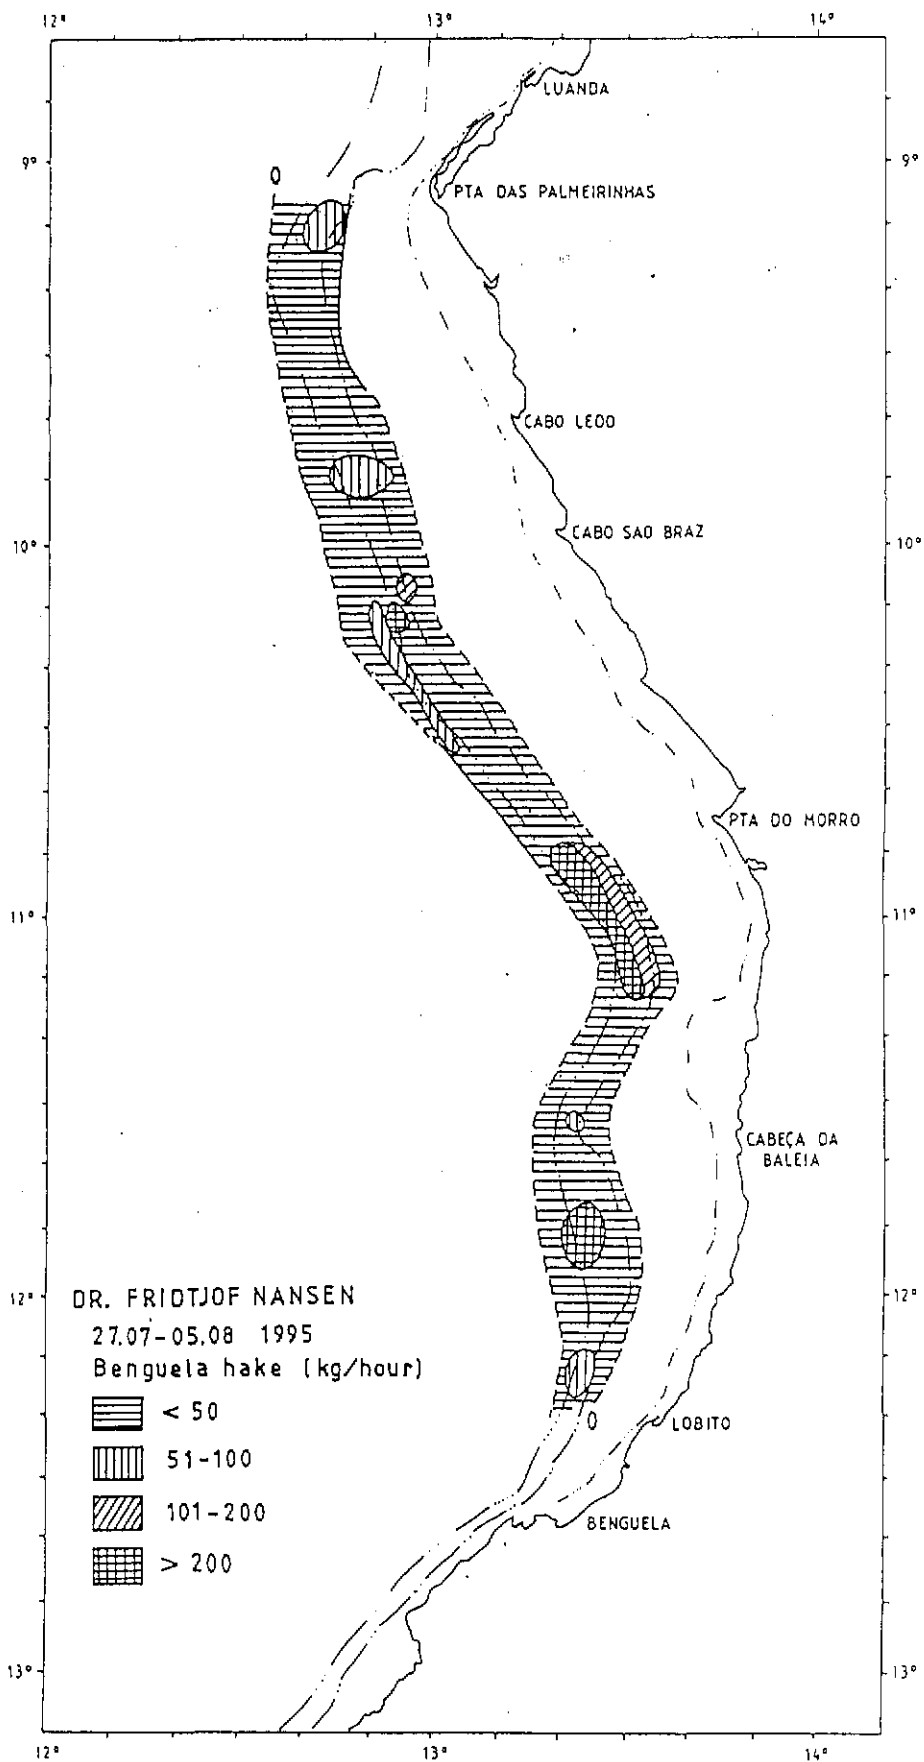 12° 13° 14°
LUANDA
9° 9°
0
PTA DAS PALMEIRINHAS
CABO LEDO
CABO SAO BRAZ
10° 10°
PTA DO MORRO
11° 11°
CABEÇA DA
BALEIA
12° 12°
DR. FRIDTJOF NANSEN
27.07-05.08 1995
Benguela hake (kg/hour)
< 50
51-100
101-200
> 200
0
LOBITO
BENGUELA
13° 13°
12° 13° 14°